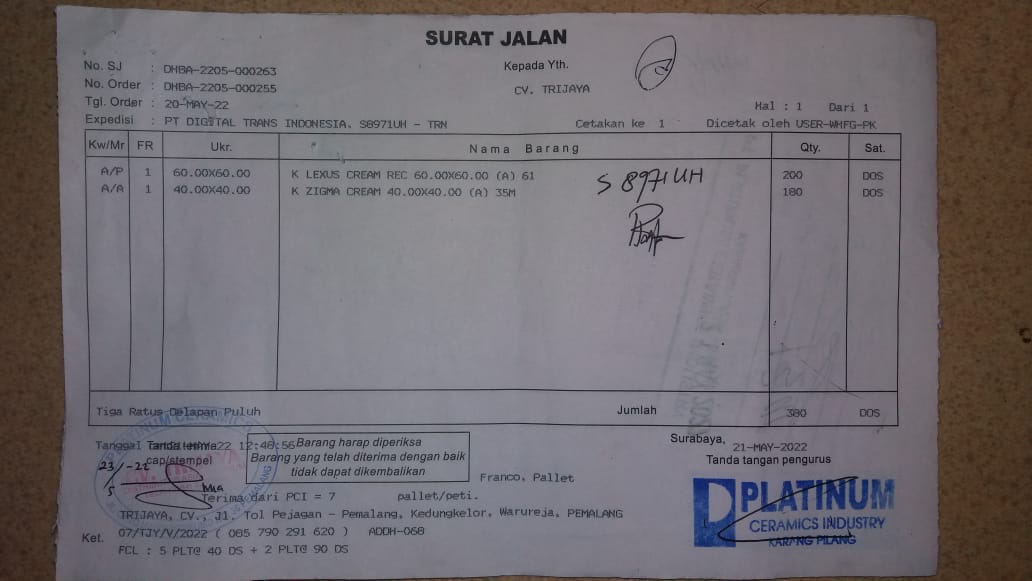 SURAT JALAN
No. SJ : DHBA-2205-000263
Kepada Yth.
No. Order : DHBA-2205-000255
CV. TRIJAYA
Tgl. Order : 20-MAY-22
Hal : 1 Dari 1
Expedisi : PT DIGITAL TRANS INDONESIA. S8971UH - TRN Cetakan ke 1 Dicetak oleh USER-WHFG-PK
Kw/Mr FR Ukr. Nama Barang Qty. Sat.
A/P 1 60.00X60.00 K LEXUS CREAM REC 60.00X60.00 (A) 61 200 DOS
A/A 1 40.00X40.00 K ZIGMA CREAM 40.00X40.00 (A) 35M 180 DOS
S 8971 UH
Tiga Ratus Delapan Puluh Jumlah 380 DOS
Surabaya, 21-MAY-2022
Tanda tangan pengurus
Tanggal 22 12:48:56
Tanda terima
cap/stempel
23/5-22
Barang harap diperiksa
Barang yang telah diterima dengan baik
tidak dapat dikembalikan
Franco, Pallet
Terima dari PCI = 7 pallet/peti.
TRIJAYA, CV., Jl. Tol Pejagan - Pemalang, Kedungkelor, Warureja, PEMALANG
Ket. 07/TJY/V/2022 ( 085 790 291 620 ) ADDH-068
FCL : 5 PLT@ 40 DS + 2 PLT@ 90 DS
PLATINUM
CERAMICS INDUSTRY
KARANG PILANG